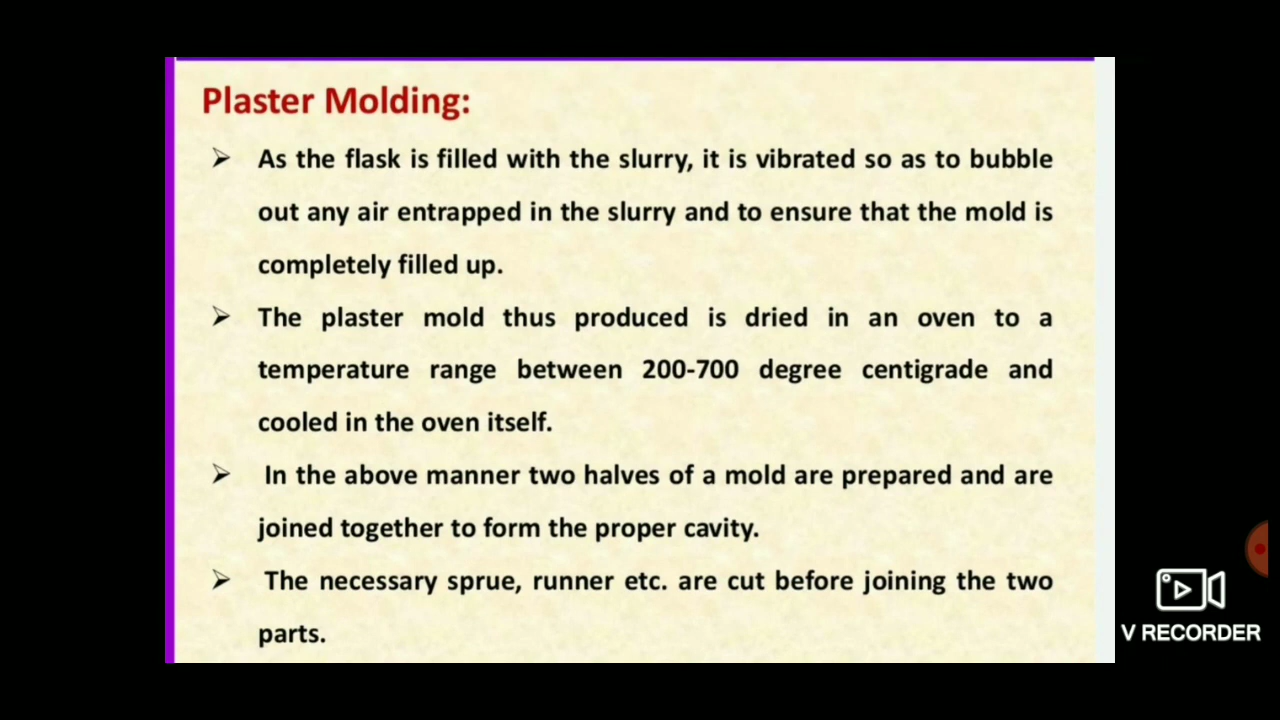 Plaster Molding:
➢ As the flask is filled with the slurry, it is vibrated so as to bubble
out any air entrapped in the slurry and to ensure that the mold is
completely filled up.
➢ The plaster mold thus produced is dried in an oven to a
temperature range between 200-700 degree centigrade and
cooled in the oven itself.
➢ In the above manner two halves of a mold are prepared and are
joined together to form the proper cavity.
➢ The necessary sprue, runner etc. are cut before joining the two
parts.
V RECORDER